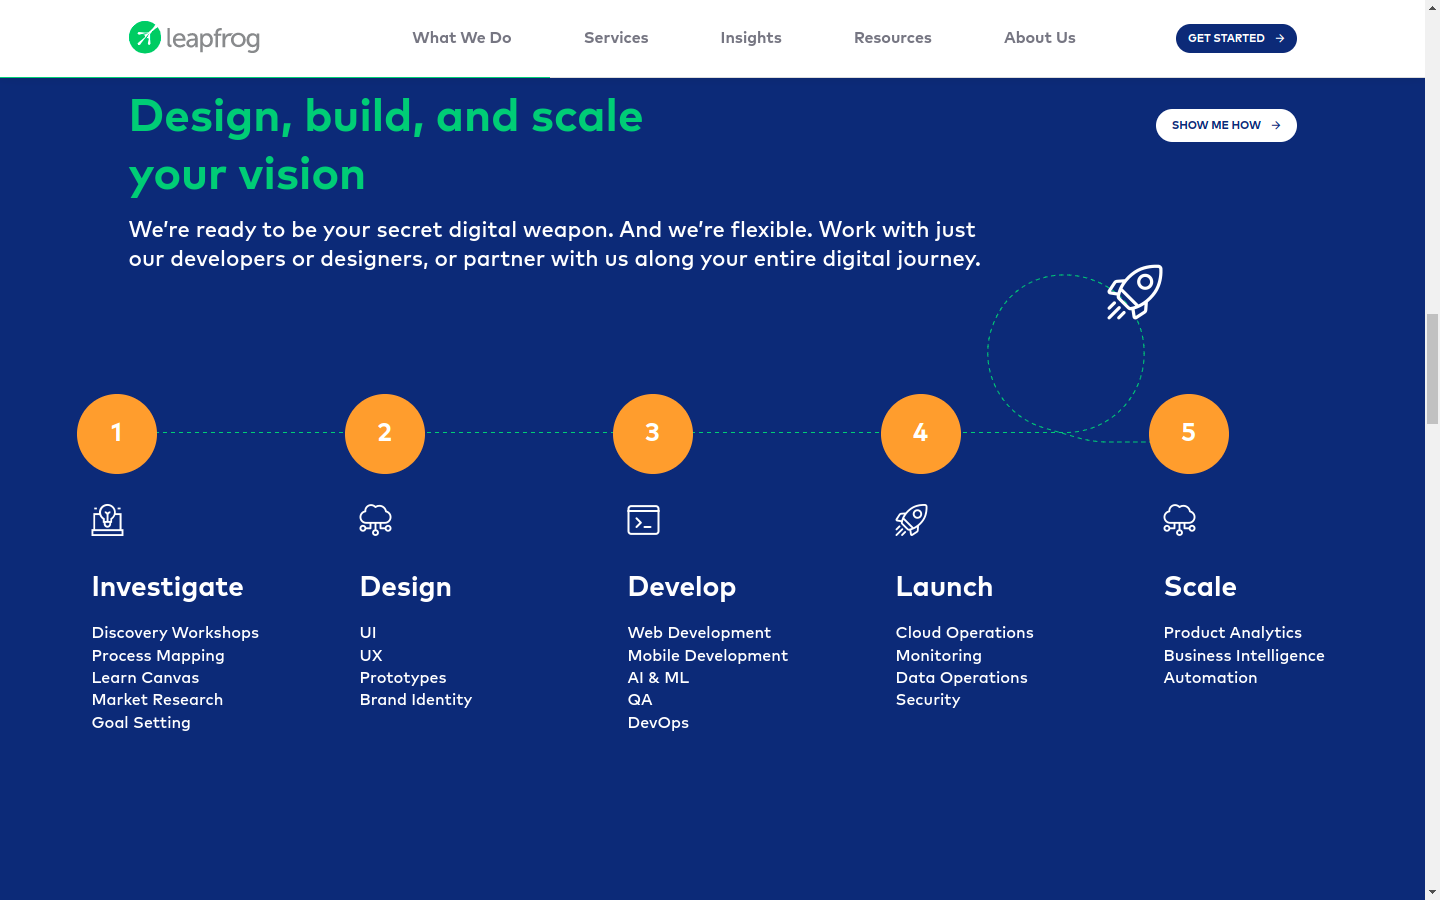 leapfrog
What We Do
Services
Insights
Resources
About Us
GET STARTED
Design, build, and scale
your vision
SHOW ME HOW
We're ready to be your secret digital weapon. And we're flexible. Work with just
our developers or designers, or partner with us along your entire digital journey.
1
2
3
4
5
Investigate
Discovery Workshops
Process Mapping
Learn Canvas
Market Research
Goal Setting
Design
UI
UX
Prototypes
Brand Identity
Develop
Web Development
Mobile Development
AI & ML
QA
DevOps
Launch
Cloud Operations
Monitoring
Data Operations
Security
Scale
Product Analytics
Business Intelligence
Automation